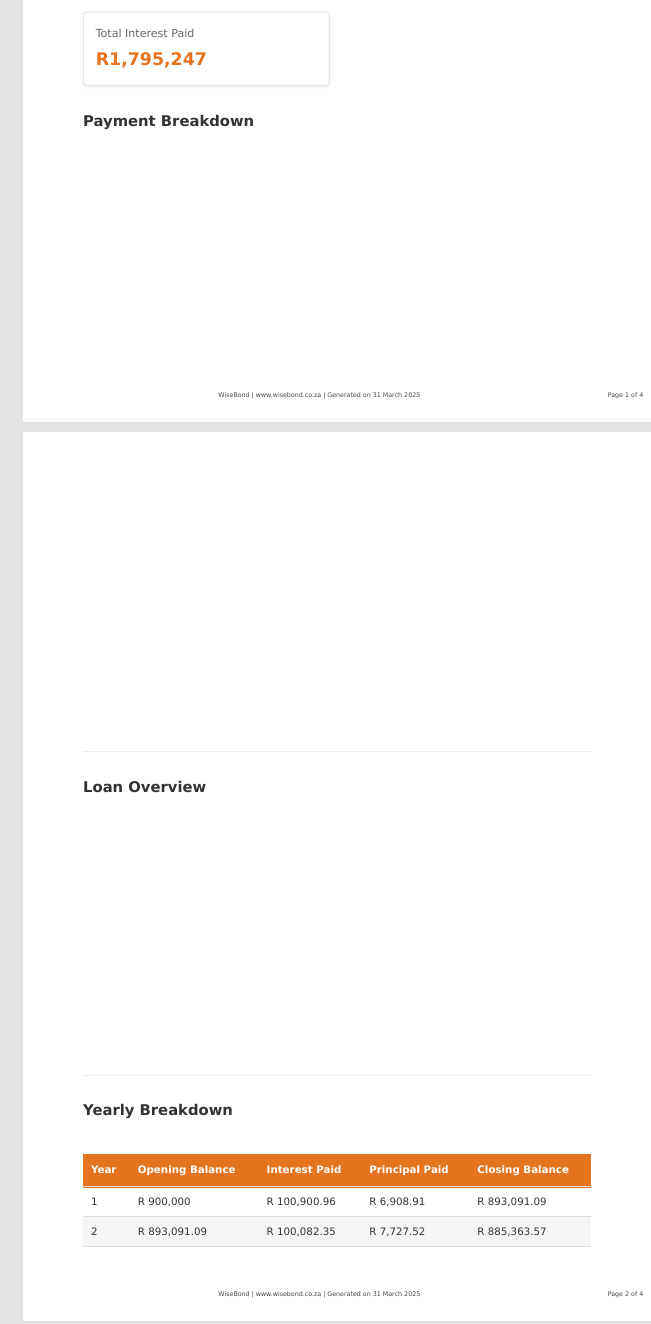 Total Interest Paid
R1,795,247
Payment Breakdown
WiseBond | www.wisebond.co.za | Generated on 31 March 2025 Page 1 of 4
Loan Overview
Yearly Breakdown
Year Opening Balance Interest Paid Principal Paid Closing Balance
1 R 900,000 R 100,900.96 R 6,908.91 R 893,091.09
2 R 893,091.09 R 100,082.35 R 7,727.52 R 885,363.57
WiseBond | www.wisebond.co.za | Generated on 31 March 2025 Page 2 of 4